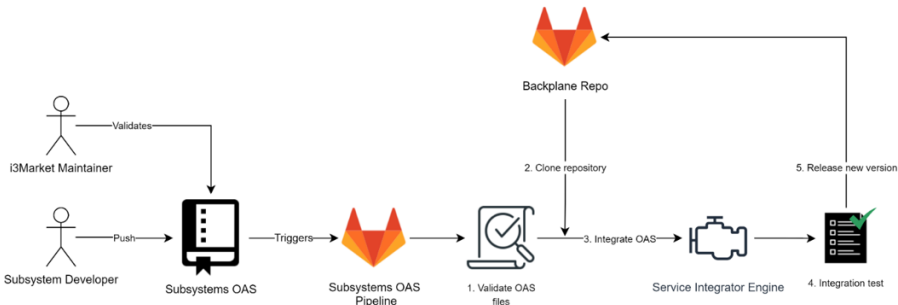 Backplane Repo
Validates
i3Market Maintainer
2. Clone repository
5. Release new version
Push
Triggers
3. Integrate OAS
Subsystem Developer
Subsystems OAS
Subsystems OAS
Pipeline
1. Validate OAS
files
Service Integrator Engine
4. Integration test